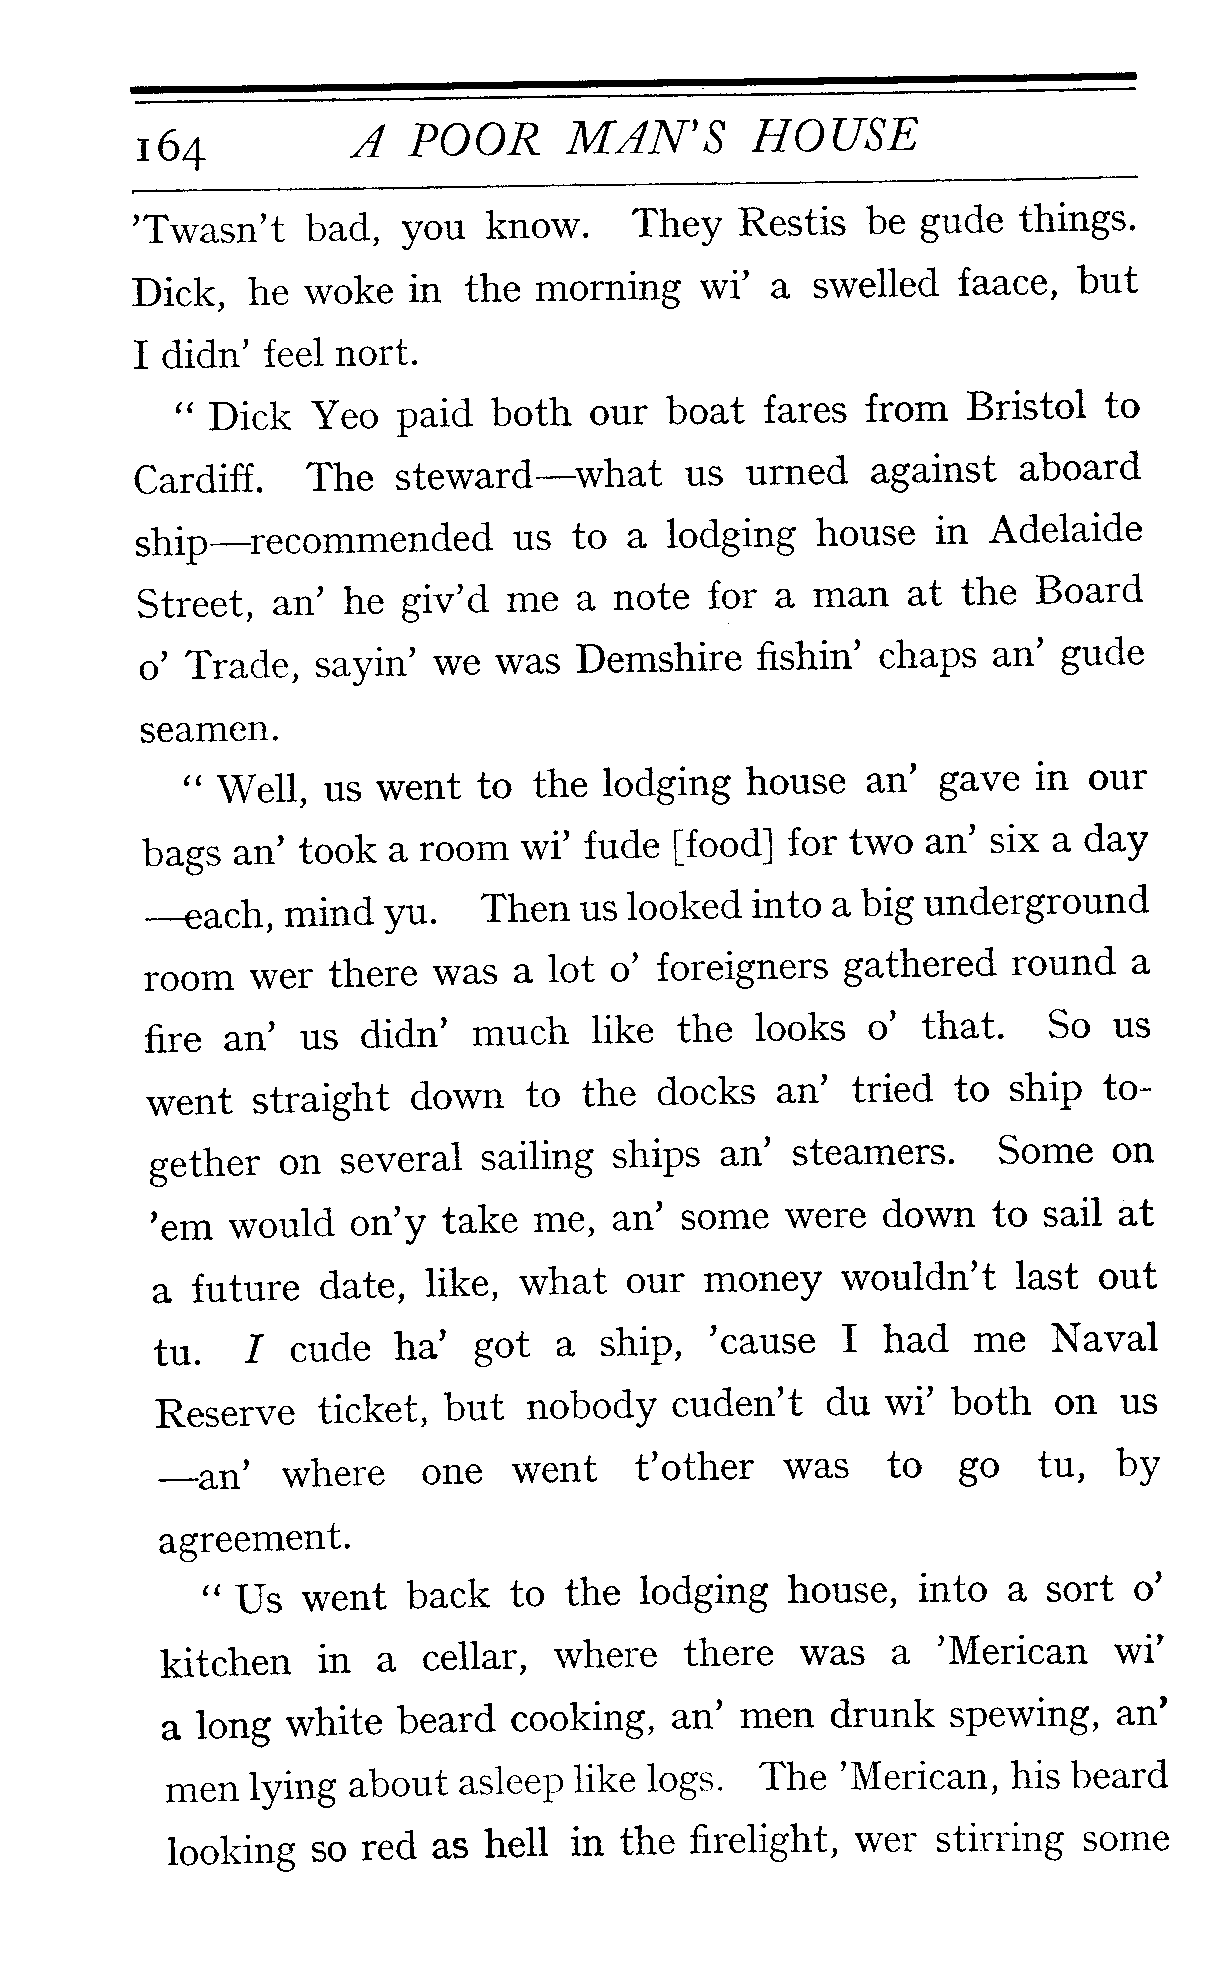 164 A POOR MAN'S HOUSE
’Twasn’t bad, you know. They Restis be gude things.
Dick, he woke in the morning wi’ a swelled faace, but
I didn’ feel nort.
“ Dick Yeo paid both our boat fares from Bristol to
Cardiff. The steward—what us urned against aboard
ship—recommended us to a lodging house in Adelaide
Street, an’ he giv’d me a note for a man at the Board
o’ Trade, sayin’ we was Demshire fishin’ chaps an’ gude
seamen.
“ Well, us went to the lodging house an’ gave in our
bags an’ took a room wi’ fude [food] for two an’ six a day
—each, mind yu. Then us looked into a big underground
room wer there was a lot o’ foreigners gathered round a
fire an’ us didn’ much like the looks o’ that. So us
went straight down to the docks an’ tried to ship to-
gether on several sailing ships an’ steamers. Some on
’em would on’y take me, an’ some were down to sail at
a future date, like, what our money wouldn’t last out
tu. I cude ha’ got a ship, ’cause I had me Naval
Reserve ticket, but nobody cuden’t du wi’ both on us
—an’ where one went t’other was to go tu, by
agreement.
“ Us went back to the lodging house, into a sort o’
kitchen in a cellar, where there was a ’Merican wi’
a long white beard cooking, an’ men drunk spewing, an’
men lying about asleep like logs. The ’Merican, his beard
looking so red as hell in the firelight, wer stirring some